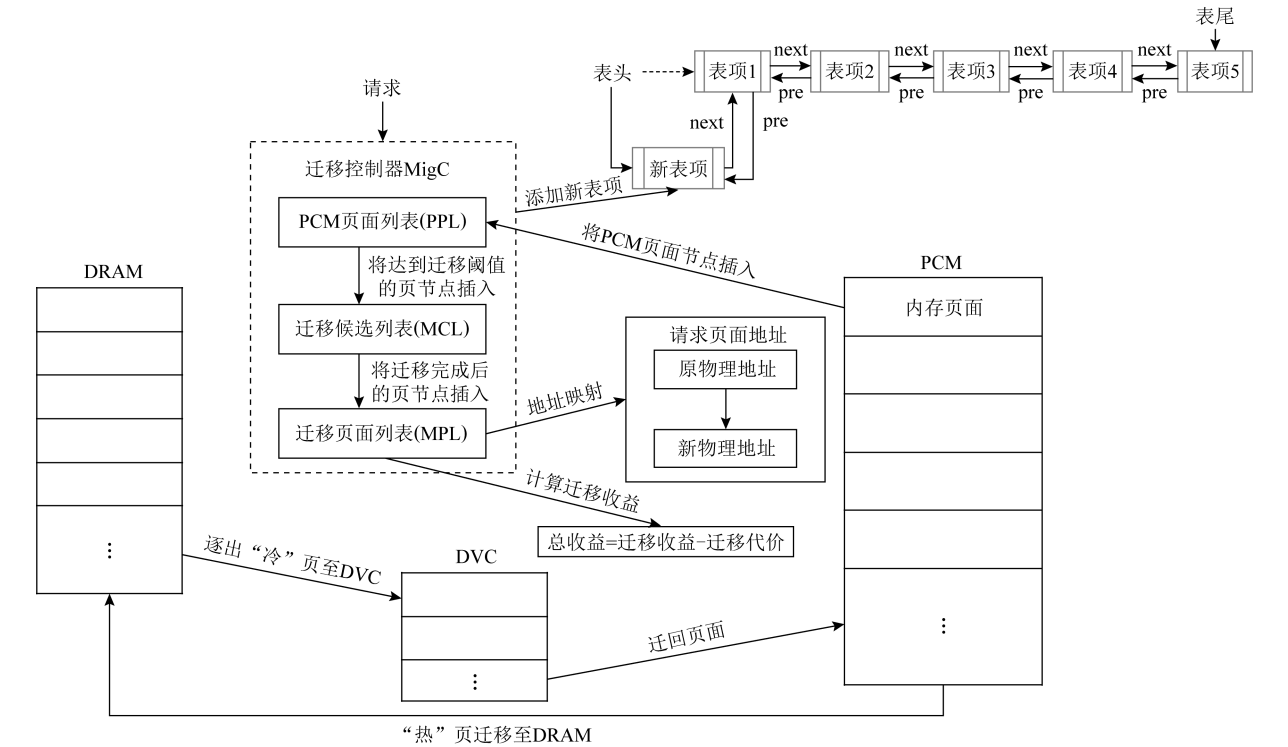 表尾
表头
表项1
next
pre
表项2
next
pre
表项3
next
pre
表项4
next
pre
表项5
next
pre
新表项
请求
迁移控制器MigC
添加新表项
PCM页面列表(PPL)
将达到迁移阈值
的页节点插入
迁移候选列表(MCL)
将迁移完成后
的页节点插入
迁移页面列表(MPL)
将PCM页面节点插入
地址映射
请求页面地址
原物理地址
新物理地址
计算迁移收益
总收益=迁移收益−迁移代价
DRAM
⋮
逐出“冷”页至DVC
DVC
⋮
迁回页面
PCM
内存页面
⋮
“热”页迁移至DRAM